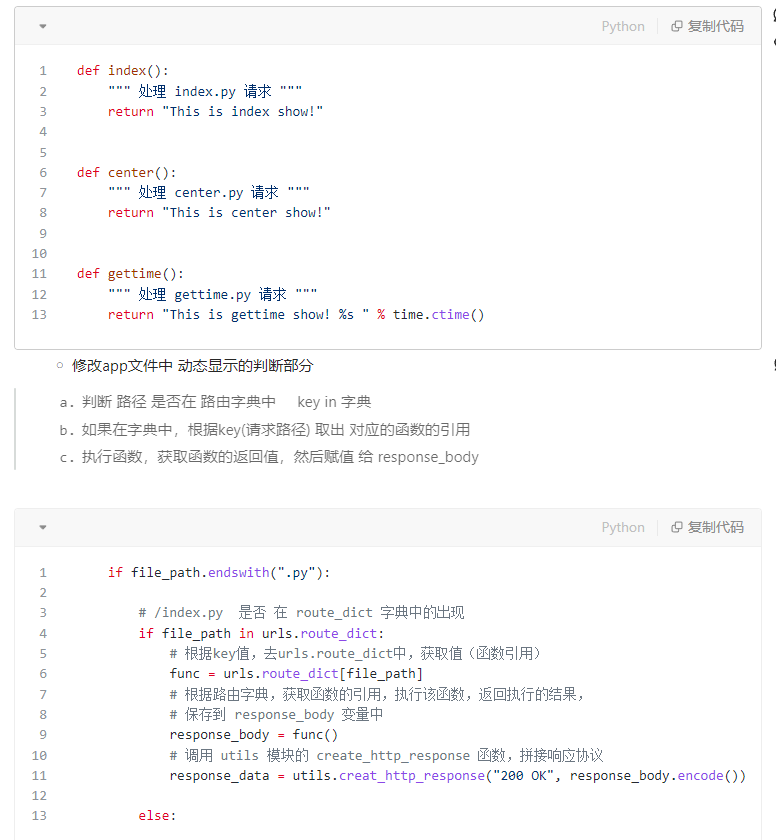 Python 复制代码
1 def index():
2 """ 处理 index.py 请求 """
3 return "This is index show!"
4
5
6 def center():
7 """ 处理 center.py 请求 """
8 return "This is center show!"
9
10
11 def gettime():
12 """ 处理 gettime.py 请求 """
13 return "This is gettime show! %s " % time.ctime()
修改app文件中 动态显示的判断部分
a. 判断 路径 是否在 路由字典中 key in 字典
b. 如果在字典中，根据key(请求路径) 取出 对应的函数的引用
c. 执行函数，获取函数的返回值，然后赋值 给 response_body
Python 复制代码
1 if file_path.endswith(".py"):
2
3 # /index.py 是否 在 route_dict 字典中的出现
4 if file_path in urls.route_dict:
5 # 根据key值，去urls.route_dict中，获取值（函数引用）
6 func = urls.route_dict[file_path]
7 # 根据路由字典，获取函数的引用，执行该函数，返回执行的结果，
8 # 保存到 response_body 变量中
9 response_body = func()
10 # 调用 utils 模块的 create_http_response 函数，拼接响应协议
11 response_data = utils.creat_http_response("200 OK", response_body.encode())
12
13 else: